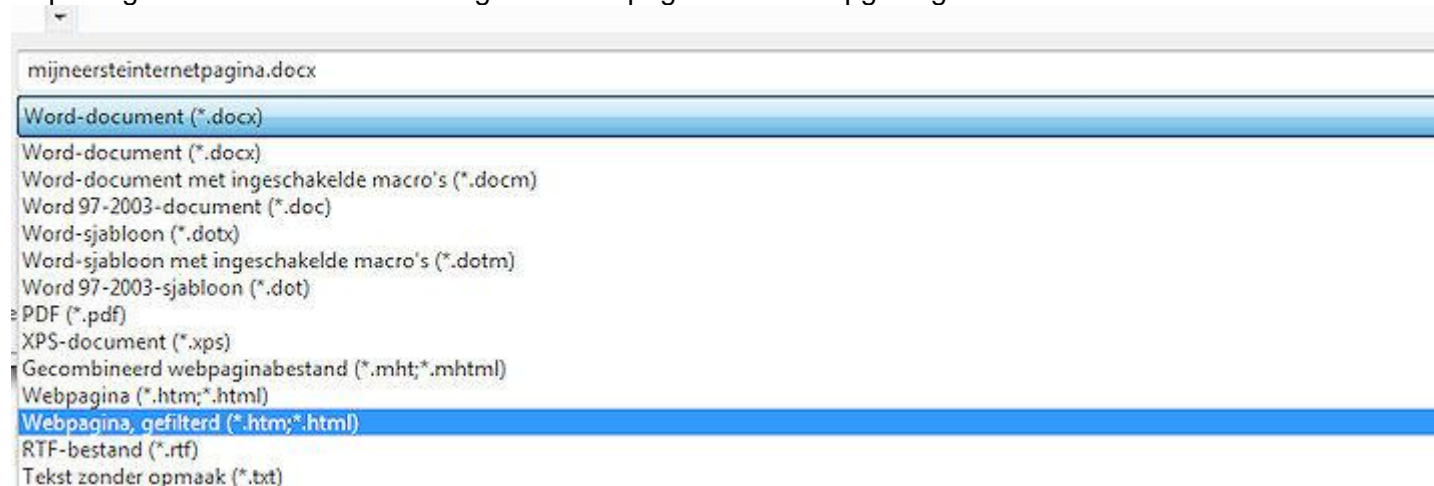 mijneersteinternetpagina.docx
Word-document (*.docx)
Word-document (*.docx)
Word-document met ingeschakelde macro's (*.docm)
Word 97-2003-document (*.doc)
Word-sjabloon (*.dotx)
Word-sjabloon met ingeschakelde macro's (*.dotm)
Word 97-2003-sjabloon (*.dot)
PDF (*.pdf)
XPS-document (*.xps)
Gecombineerd webpaginabestand (*.mht;*.mhtml)
Webpagina (*.htm;*.html)
Webpagina, gefilterd (*.htm;*.html)
RTF-bestand (*.rtf)
Tekst zonder opmaak (*.txt)